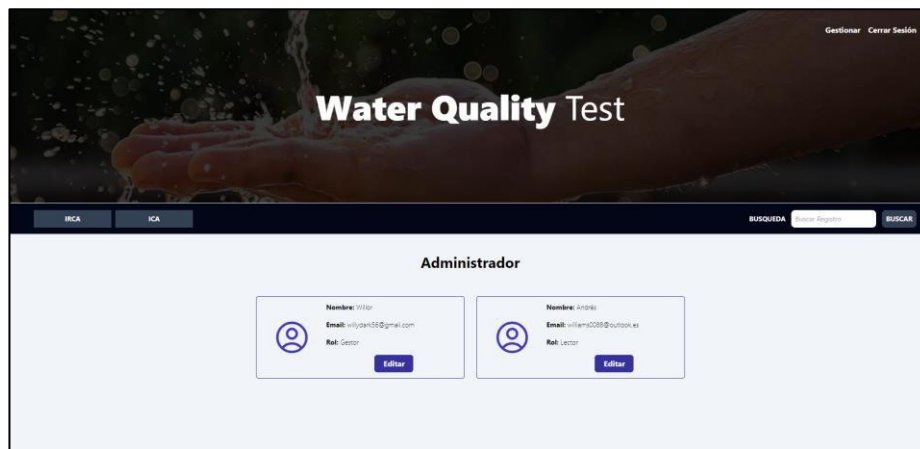 Gestionar Cerrar Sesión
Water Quality Test
IRCA ICA BUSQUEDA Buscar Registro BUSCAR
Administrador
Nombre: Willor
Email: willydark56@gmail.com
Rol: Gestor
Editar
Nombre: Andrés
Email: williams0088@outlook.es
Rol: Lector
Editar